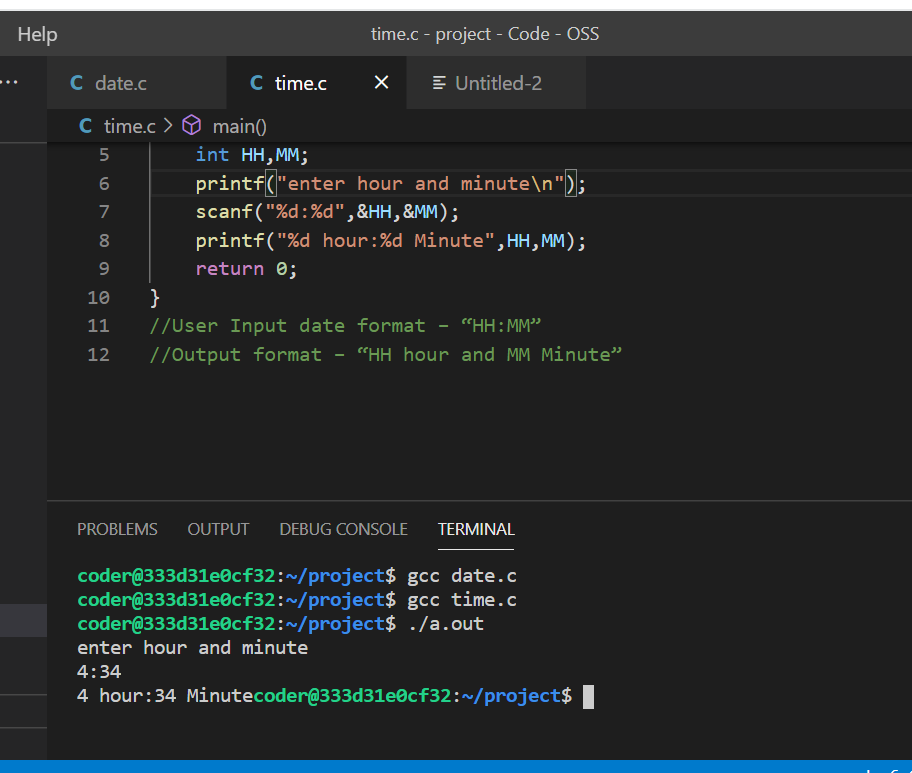 Help time.c - project - Code - OSS
··· C date.c C time.c × Untitled-2
C time.c > main()
5 int HH,MM;
6 printf("enter hour and minute\n");
7 scanf("%d:%d",&HH,&MM);
8 printf("%d hour:%d Minute",HH,MM);
9 return 0;
10 }
11 //User Input date format – “HH:MM”
12 //Output format – “HH hour and MM Minute”
PROBLEMS OUTPUT DEBUG CONSOLE TERMINAL
coder@333d31e0cf32:~/project$ gcc date.c
coder@333d31e0cf32:~/project$ gcc time.c
coder@333d31e0cf32:~/project$ ./a.out
enter hour and minute
4:34
4 hour:34 Minutecoder@333d31e0cf32:~/project$